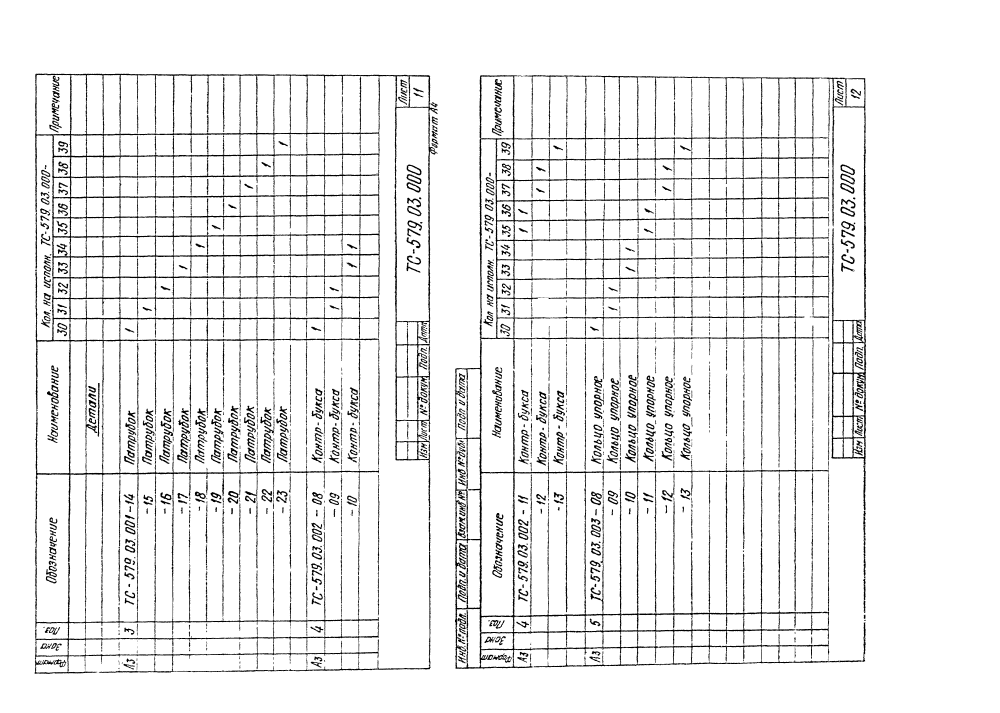 Формат Зона Поз. Обозначение Наименование Кол. на исполн. ТС-579.03.000- Примечание
30 31 32 33 34 35 36 37 38 39
Детали
А3 3 ТС-579.03.001-14 Патрубок 1
-15 Патрубок 1
-16 Патрубок 1
-17 Патрубок 1
-18 Патрубок 1
-19 Патрубок 1
-20 Патрубок 1
-21 Патрубок 1
-22 Патрубок 1
-23 Патрубок 1
А3 4 ТС-579.03.002-08 Контр-букса 1
-09 Контр-букса 1 1
-10 Контр-букса 1 1
Изм Лист № докум. Подп. Дата
ТС-579.03.000
Лист
11
Формат А4
Инв. № подл. Подп. и дата Взам. инв. № Инв. № дубл. Подп. и дата
Формат Зона Поз. Обозначение Наименование Кол. на исполн. ТС-579.03.000- Примечание
30 31 32 33 34 35 36 37 38 39
А3 4 ТС-579.03.002-11 Контр-букса 1 1
-12 Контр-букса 1 1
-13 Контр-букса 1
А3 5 ТС-579.03.003-08 Кольцо упорное 1
-09 Кольцо упорное 1 1
-10 Кольцо упорное 1 1
-11 Кольцо упорное 1 1
-12 Кольцо упорное 1 1
-13 Кольцо упорное 1
Изм Лист № докум. Подп. Дата
ТС-579.03.000
Лист
12